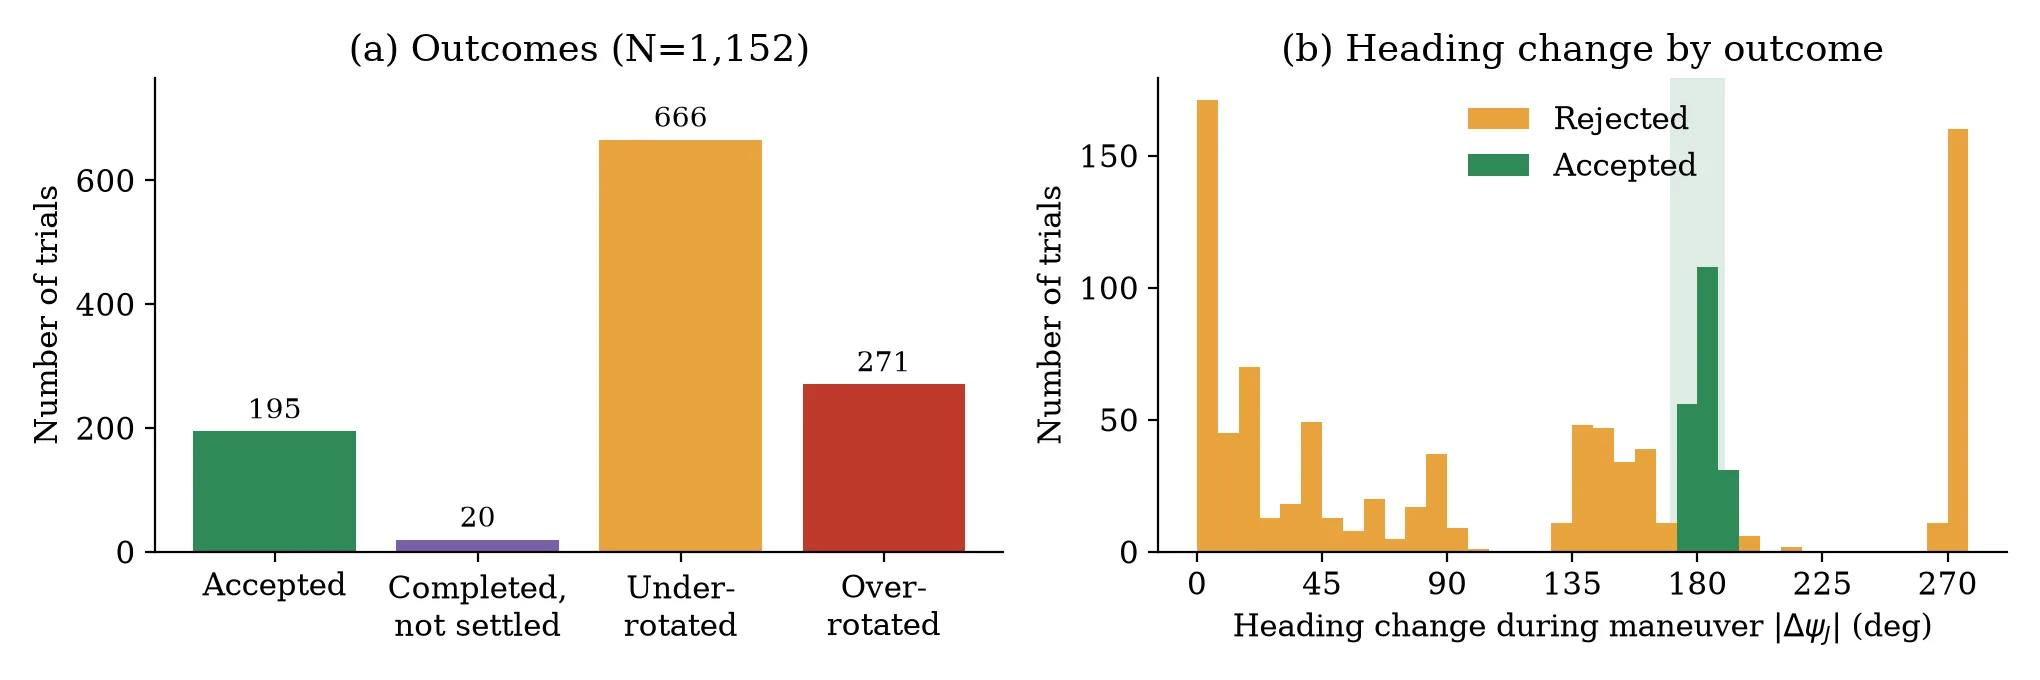 (a) Outcomes (N=1,152)
Number of trials
600
400
200
0
195
20
666
271
Accepted
Completed,
not settled
Under-
rotated
Over-
rotated
(b) Heading change by outcome
Rejected
Accepted
Number of trials
150
100
50
0
0 45 90 135 180 225 270
Heading change during maneuver |Δψ_J| (deg)